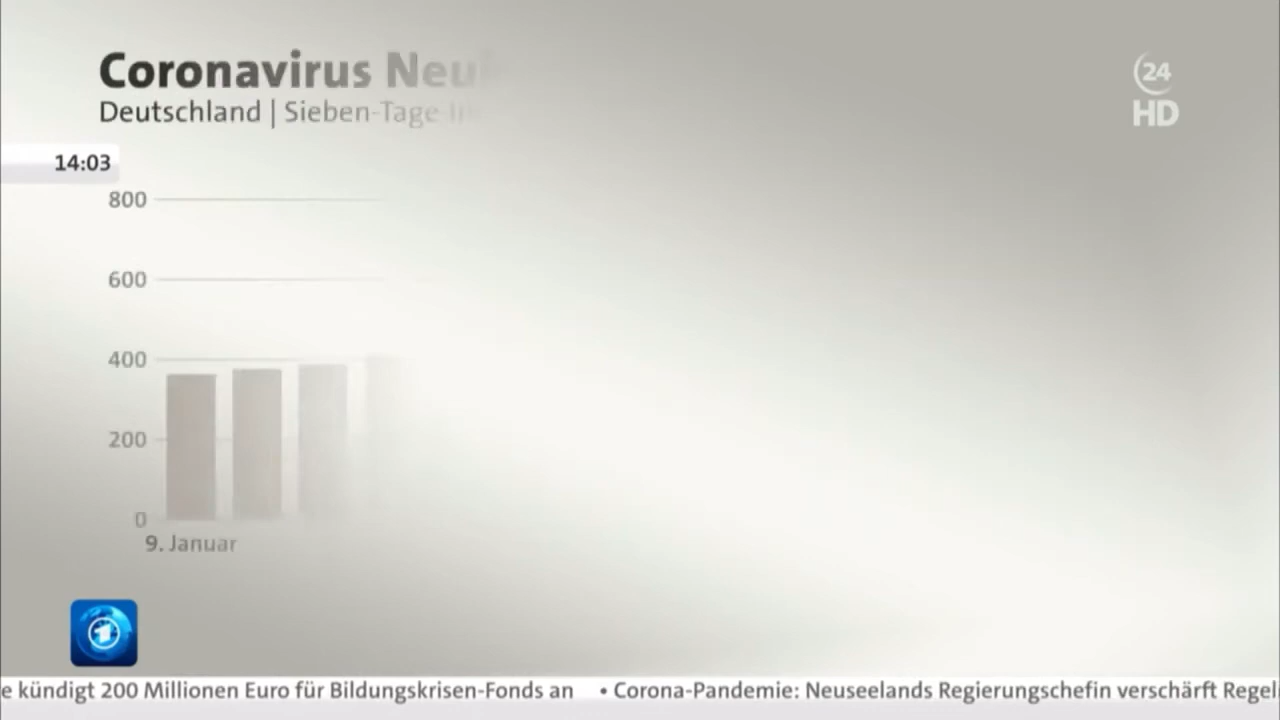 Coronavirus
Deutschland | Sieben-Tage
24
HD
14:03
800
600
400
200
0
9. Januar
1
e kündigt 200 Millionen Euro für Bildungskrisen-Fonds an • Corona-Pandemie: Neuseelands Regierungschefin verschärft